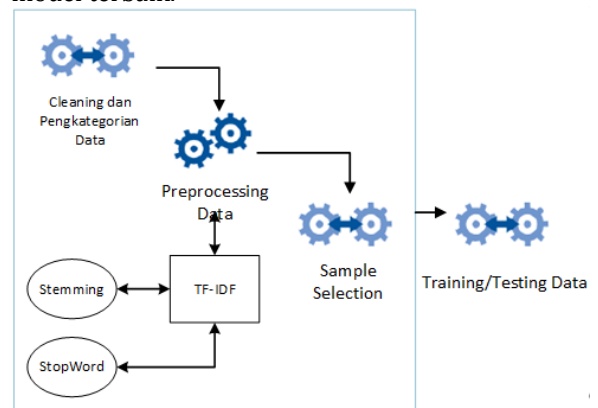 Cleaning dan
Pengkategorian
Data
Preprocessing
Data
Sample
Selection
Training/Testing Data
Stemming
TF-IDF
StopWord